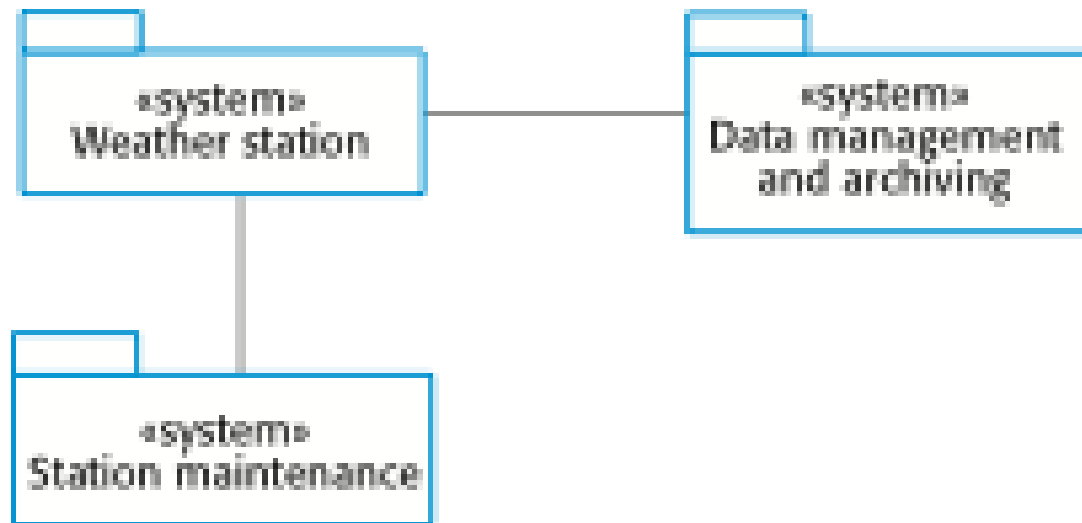 «system»
Weather station
«system»
Data management
and archiving
«system»
Station maintenance